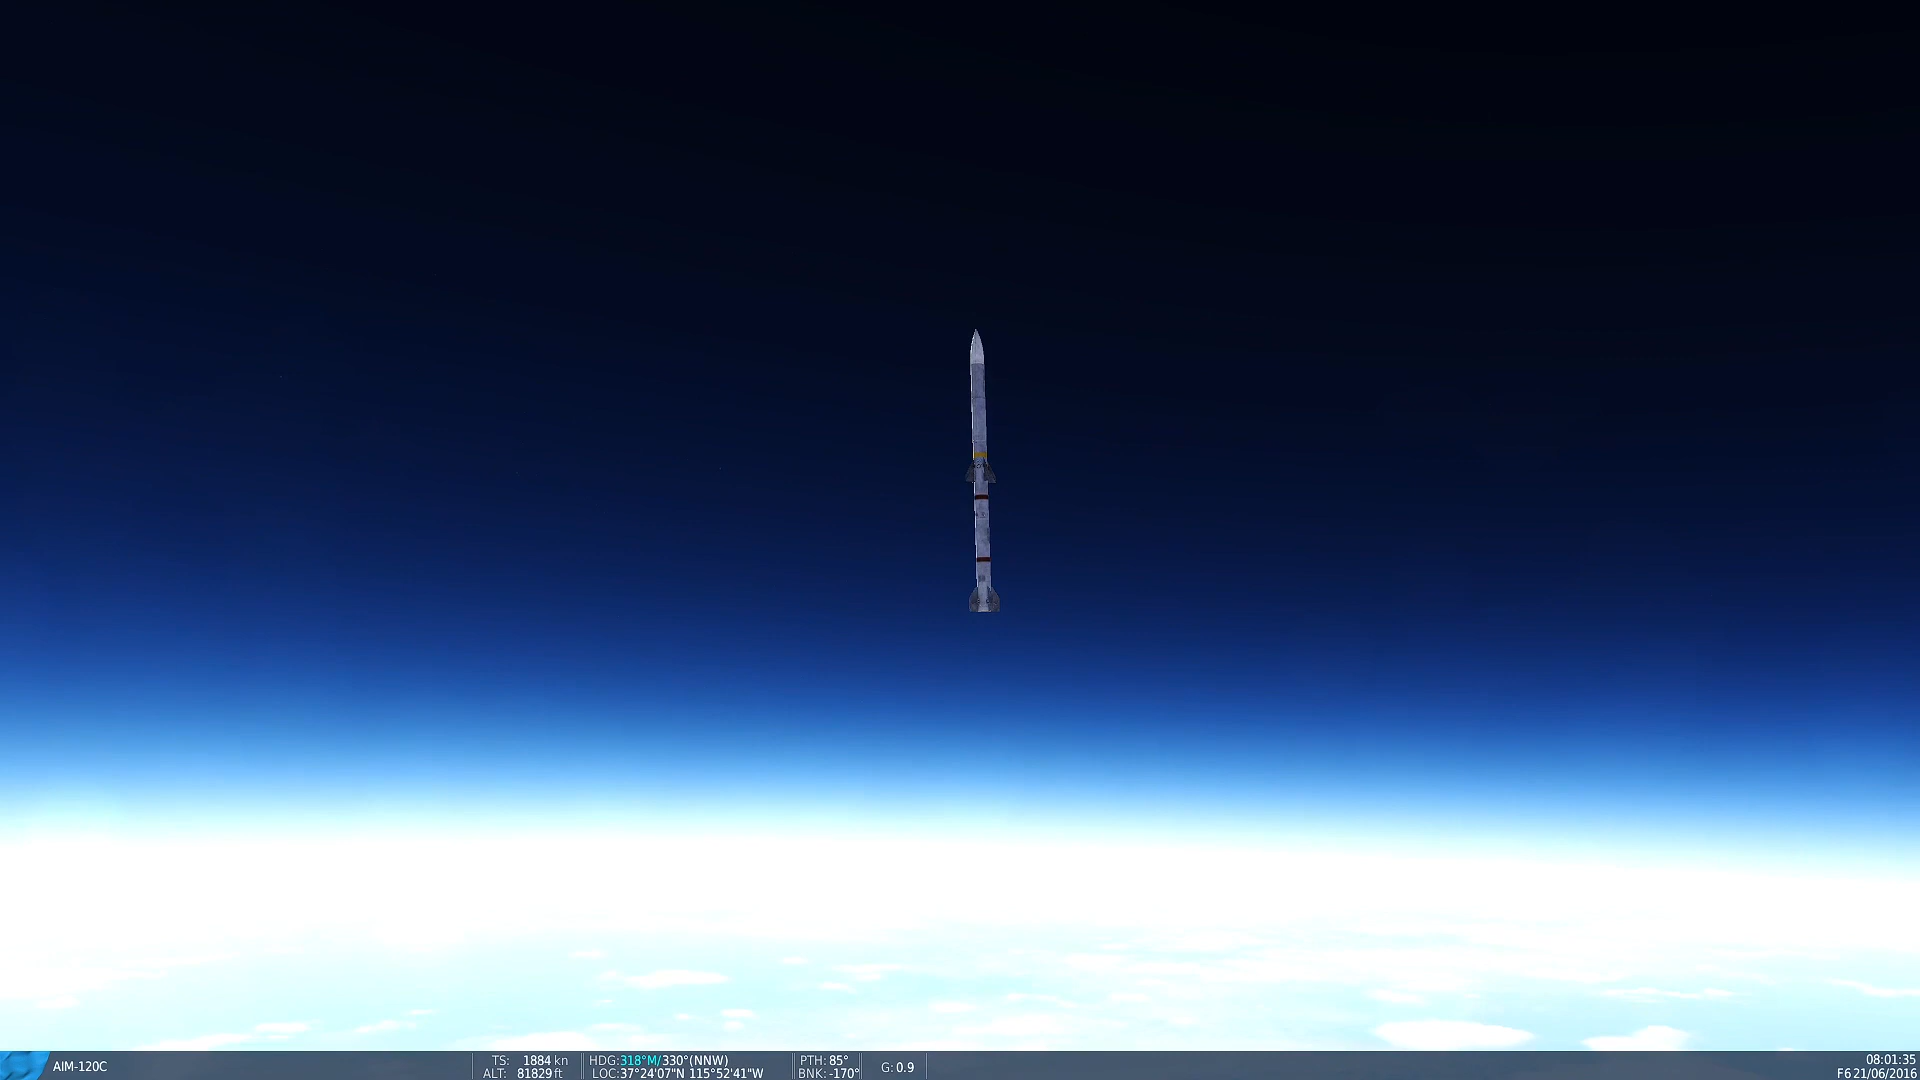 AIM-120C
TS: 1884 kn
ALT: 81829 ft
HDG:318°M/330°(NNW)
LOC:37°24'07"N 115°52'41"W
PTH: 85°
BNK: -170°
G: 0.9
08:01:35
F6 21/06/2016